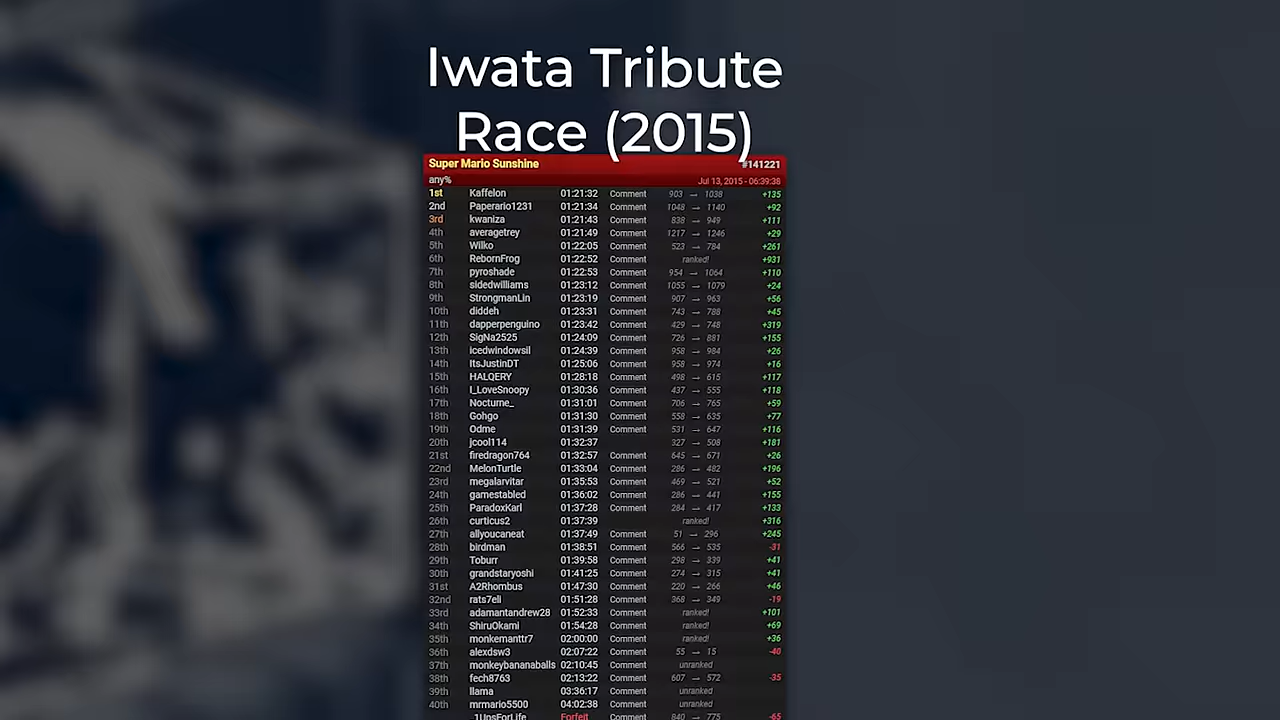 Iwata Tribute
Race (2015)
Super Mario Sunshine #141221
any% Jul 13, 2015 - 06:39:38
1st Kaffelon 01:21:32 Comment 903 → 1038 +135
2nd Paperario1231 01:21:34 Comment 1048 → 1140 +92
3rd kwaniza 01:21:43 Comment 838 → 949 +111
4th averagetrey 01:21:49 Comment 1217 → 1246 +29
5th Wilko 01:22:05 Comment 523 → 784 +261
6th RebornFrog 01:22:52 Comment ranked! +931
7th pyroshade 01:22:53 Comment 954 → 1064 +110
8th sidedwilliams 01:23:12 Comment 1055 → 1079 +24
9th StrongmanLin 01:23:19 Comment 907 → 963 +56
10th diddeh 01:23:31 Comment 743 → 788 +45
11th dapperpenguino 01:23:42 Comment 429 → 748 +319
12th SigNa2525 01:24:09 Comment 726 → 881 +155
13th icedwindowsil 01:24:39 Comment 958 → 984 +26
14th ItsJustinDT 01:25:06 Comment 958 → 974 +16
15th HALQERY 01:28:18 Comment 498 → 615 +117
16th I_LoveSnoopy 01:30:36 Comment 437 → 555 +118
17th Nocturne_ 01:31:01 Comment 706 → 765 +59
18th Gohgo 01:31:30 Comment 558 → 635 +77
19th Odme 01:31:39 Comment 531 → 647 +116
20th jcool114 01:32:37 327 → 508 +181
21st firedragon764 01:32:57 Comment 645 → 671 +26
22nd MelonTurtle 01:33:04 Comment 286 → 482 +196
23rd megalarvitar 01:35:53 Comment 469 → 521 +52
24th gamestabled 01:36:02 Comment 286 → 441 +155
25th ParadoxKarl 01:37:28 Comment 284 → 417 +133
26th curticus2 01:37:39 ranked! +316
27th allyoucaneat 01:37:49 Comment 51 → 296 +245
28th birdman 01:38:51 Comment 566 → 535 -31
29th Toburr 01:39:58 Comment 298 → 339 +41
30th grandstaryoshi 01:41:25 Comment 274 → 315 +41
31st A2Rhombus 01:47:30 Comment 220 → 266 +46
32nd rats7eli 01:51:28 Comment 368 → 349 -19
33rd adamantandrew28 01:52:33 Comment ranked! +101
34th ShiruOkami 01:54:28 Comment ranked! +69
35th monkemanttr7 02:00:00 Comment ranked! +36
36th alexdsw3 02:07:22 Comment 55 → 15 -40
37th monkeybananaballs 02:10:45 Comment unranked
38th fech8763 02:13:22 Comment 607 → 572 -35
39th llama 03:36:17 Comment unranked
40th mrmario5500 04:02:38 Comment unranked
_1UpsForLife Forfeit Comment 840 → 775 -65